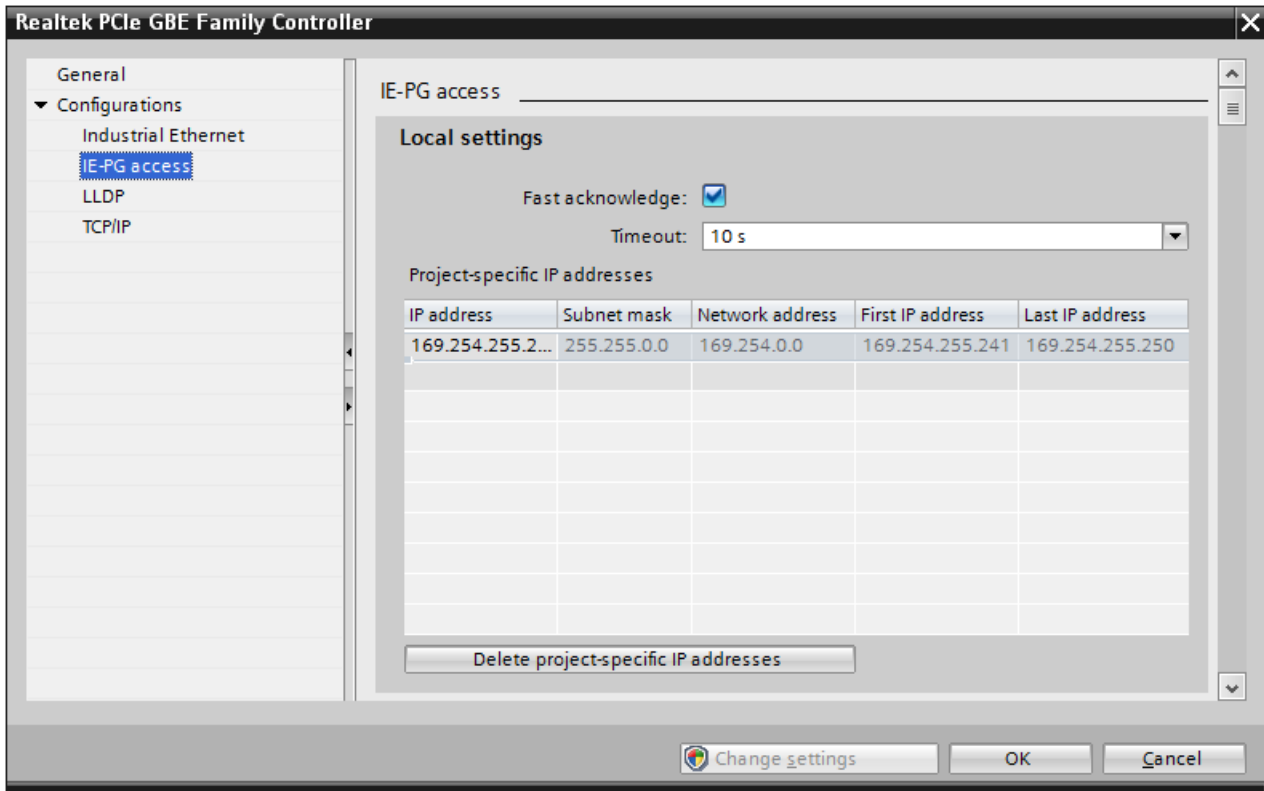 Realtek PCIe GBE Family Controller
General
Configurations
Industrial Ethernet
IE-PG access
LLDP
TCP/IP
IE-PG access
Local settings
Fast acknowledge:
Timeout: 10 s
Project-specific IP addresses
IP address Subnet mask Network address First IP address Last IP address
169.254.255.2... 255.255.0.0 169.254.0.0 169.254.255.241 169.254.255.250
Delete project-specific IP addresses
Change settings OK Cancel